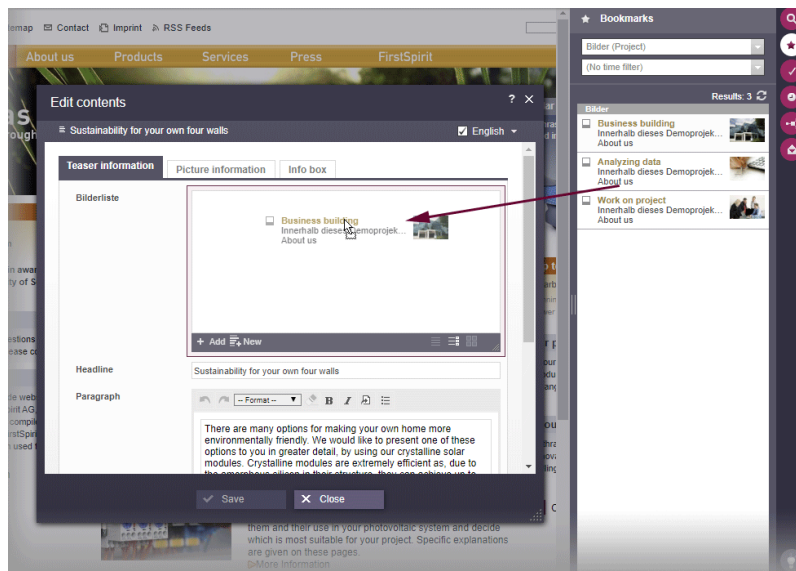 Contact
Imprint
RSS Feeds
About us
Products
Services
Press
FirstSpirit
Edit contents
?
Sustainability for your own four walls
English
Teaser information
Picture information
Info box
Bilderliste
Business building
Innerhalb dieses Demoprojek...
About us
+ Add
New
Headline
Sustainability for your own four walls
Paragraph
-- Format --
B
I
There are many options for making your own home more
environmentally friendly. We would like to present one of these
options to you in greater detail, by using our crystalline solar
modules. Crystalline modules are extremely efficient as, due to
Save
X Close
them and their use in your photovoltaic system and decide
which is most suitable for your project. Specific explanations
are given on these pages.
More Information
Bookmarks
Bilder (Project)
(No time filter)
Results: 3
Bilder
Business building
Innerhalb dieses Demoprojek...
About us
Analyzing data
Innerhalb dieses Demoprojek...
About us
Work on project
Innerhalb dieses Demoprojek...
About us